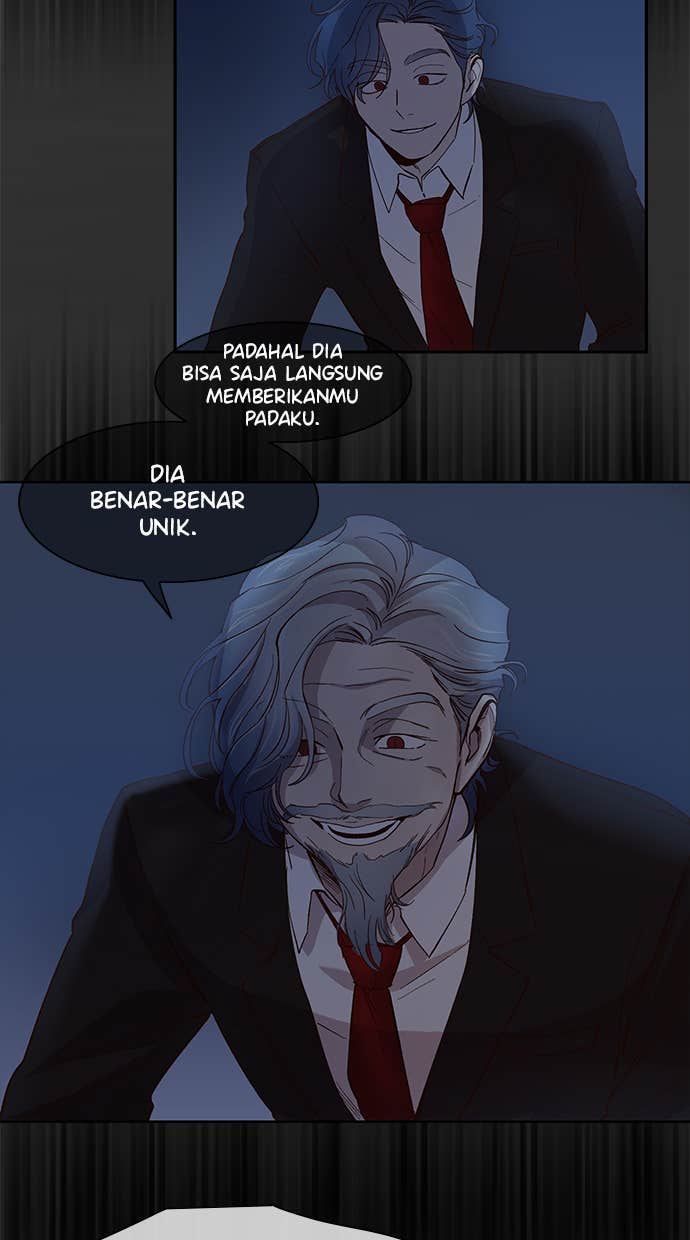 PADAHAL DIA
BISA SAJA LANGSUNG
MEMBERIKANMU
PADAKU.
DIA
BENAR-BENAR
UNIK.